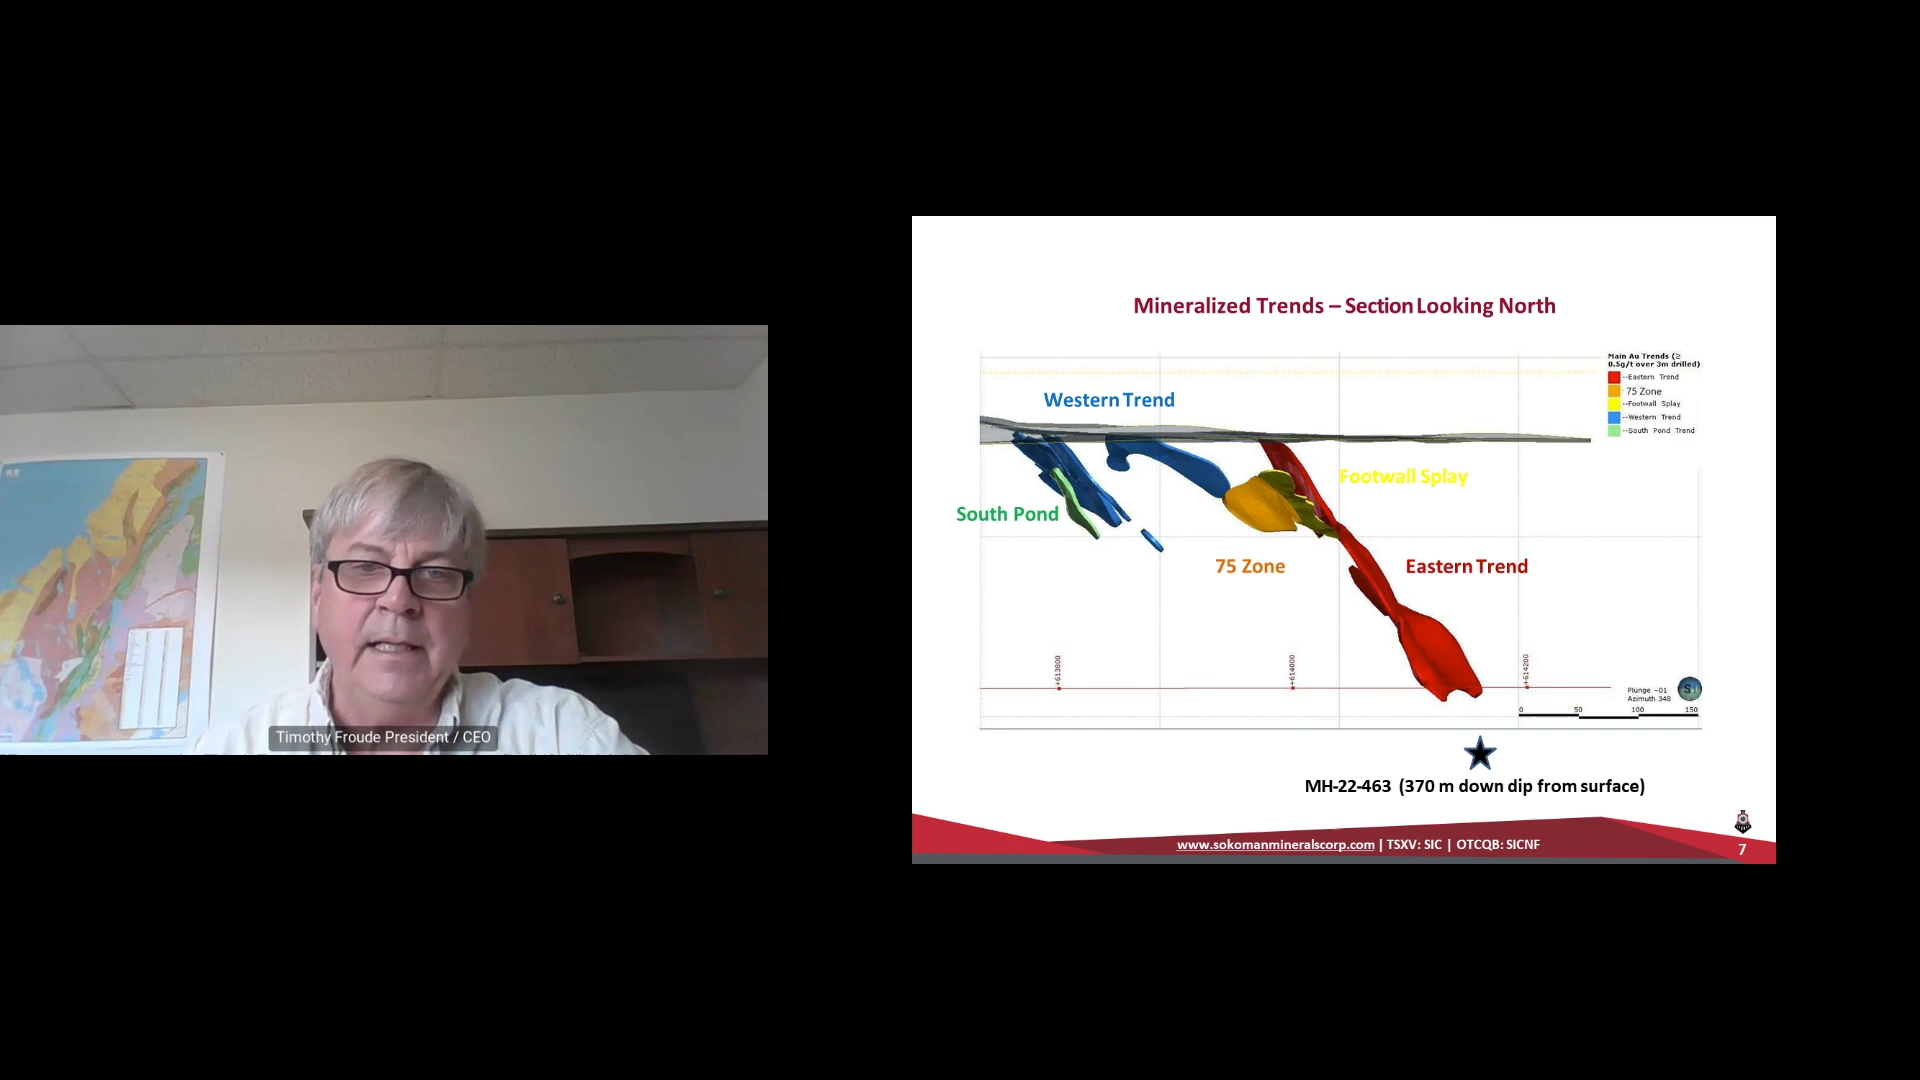 Timothy Froude President / CEO
Mineralized Trends – Section Looking North
Main Au Trends (≥
0.5g/t over 3m drilled)
--Eastern Trend
75 Zone
--Footwall Splay
--Western Trend
--South Pond Trend
Western Trend
Footwall Splay
South Pond
75 Zone
Eastern Trend
+613800
+614000
+614200
Plunge −01
Azimuth 348
0 50 100 150
MH-22-463 (370 m down dip from surface)
www.sokomanmineralscorp.com | TSXV: SIC | OTCQB: SICNF
7